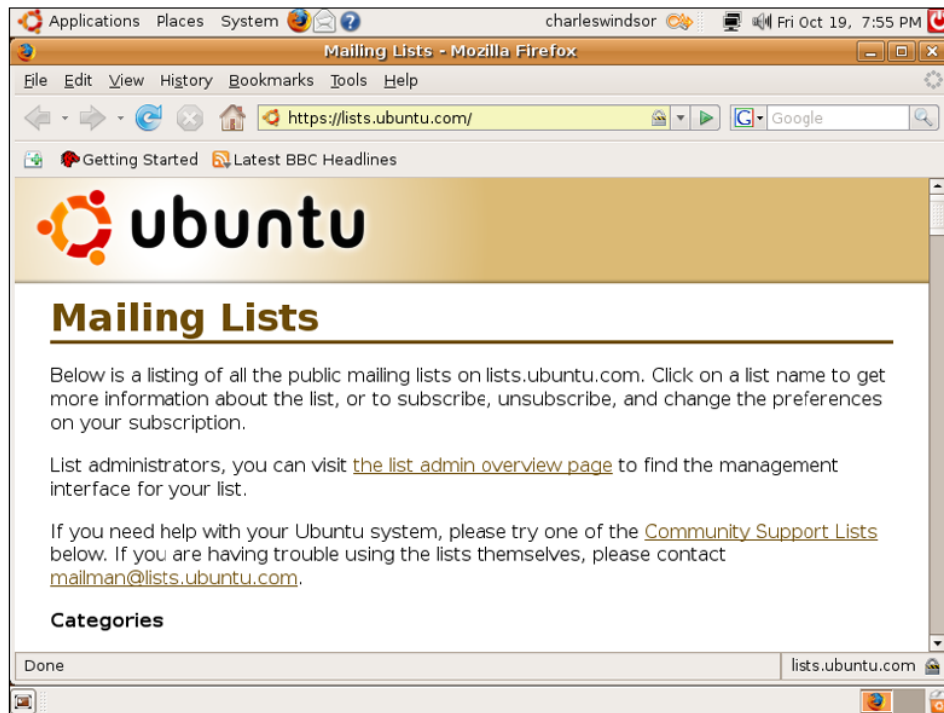 Applications Places System charleswindsor Fri Oct 19, 7:55 PM
Mailing Lists - Mozilla Firefox
File Edit View History Bookmarks Tools Help
https://lists.ubuntu.com/ G Google
Getting Started Latest BBC Headlines
ubuntu
Mailing Lists
Below is a listing of all the public mailing lists on lists.ubuntu.com. Click on a list name to get
more information about the list, or to subscribe, unsubscribe, and change the preferences
on your subscription.
List administrators, you can visit the list admin overview page to find the management
interface for your list.
If you need help with your Ubuntu system, please try one of the Community Support Lists
below. If you are having trouble using the lists themselves, please contact
mailman@lists.ubuntu.com.
Categories
Done lists.ubuntu.com